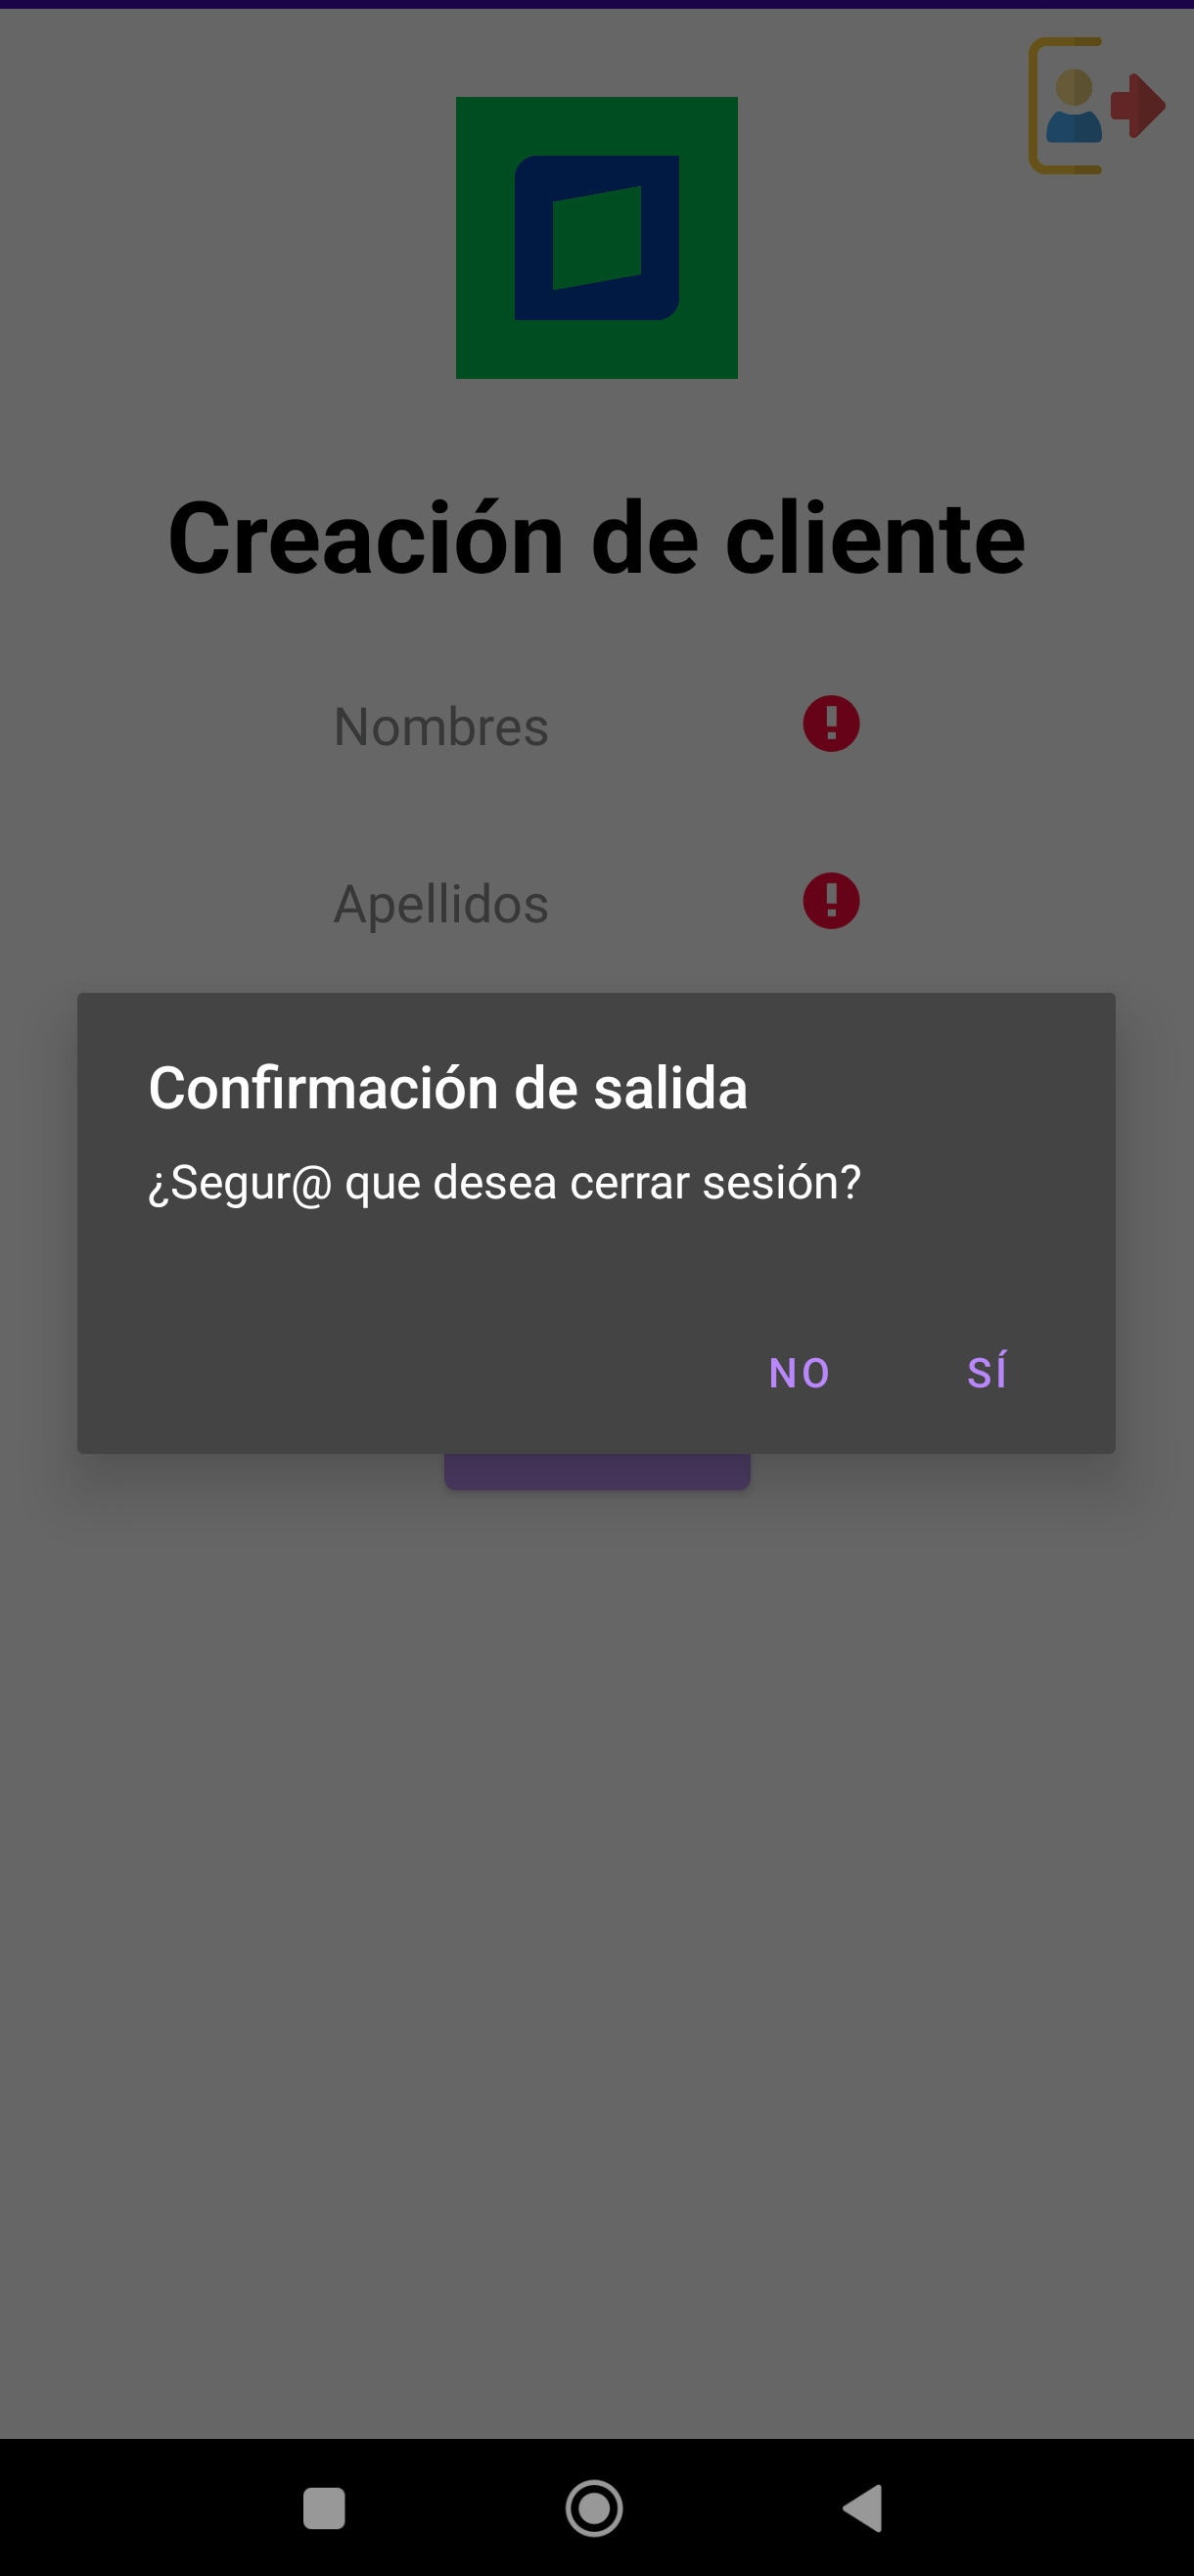 Creación de cliente
Nombres
Apellidos
Confirmación de salida
¿Segur@ que desea cerrar sesión?
NO SÍ